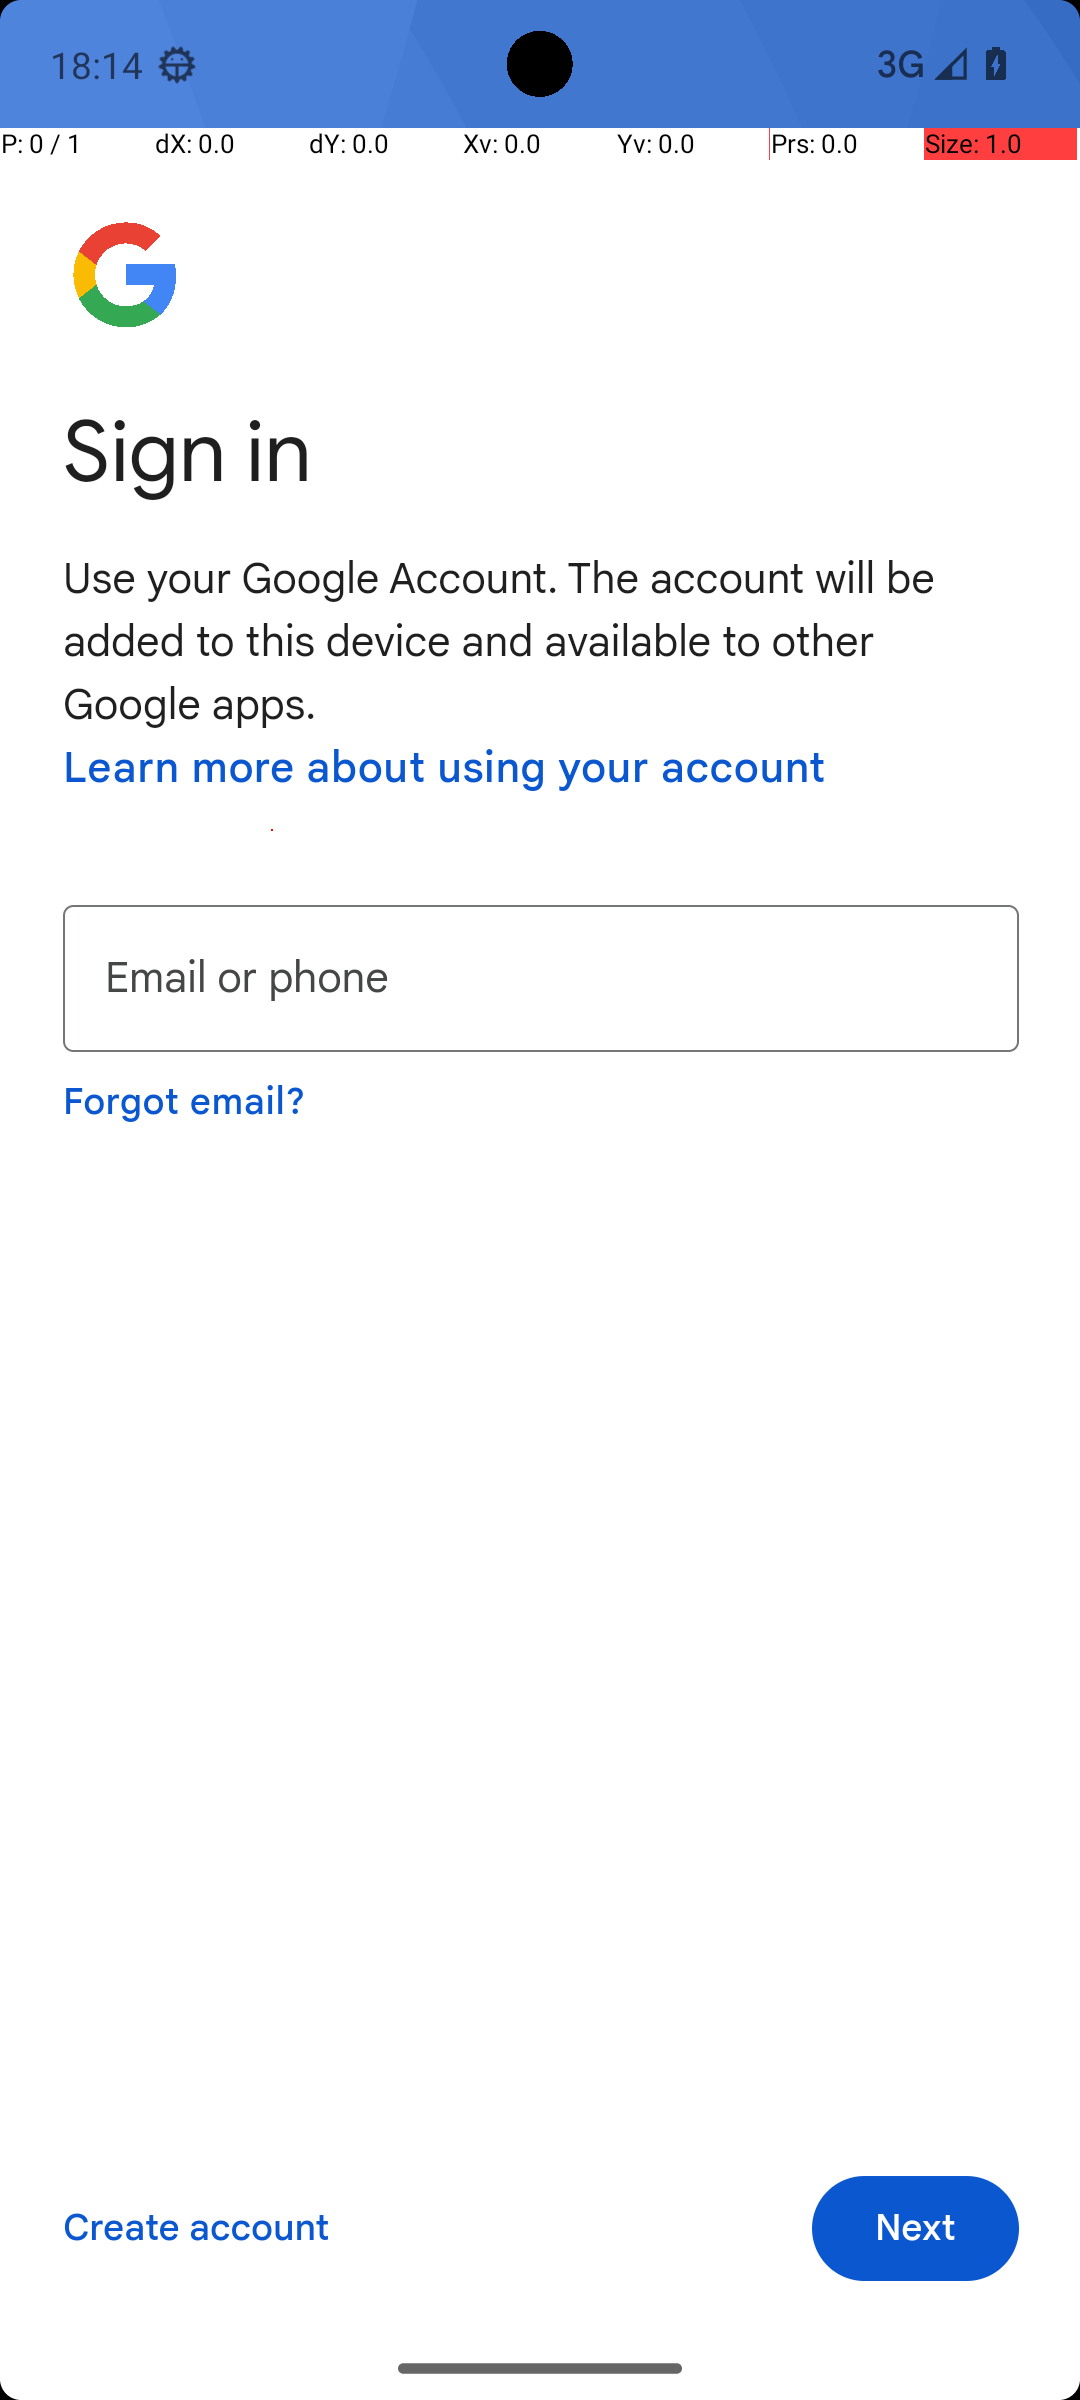 18:14
3G
P: 0 / 1 dX: 0.0 dY: 0.0 Xv: 0.0 Yv: 0.0 Prs: 0.0 Size: 1.0
Sign in
Use your Google Account. The account will be
added to this device and available to other
Google apps.
Learn more about using your account
Email or phone
Forgot email?
Create account
Next